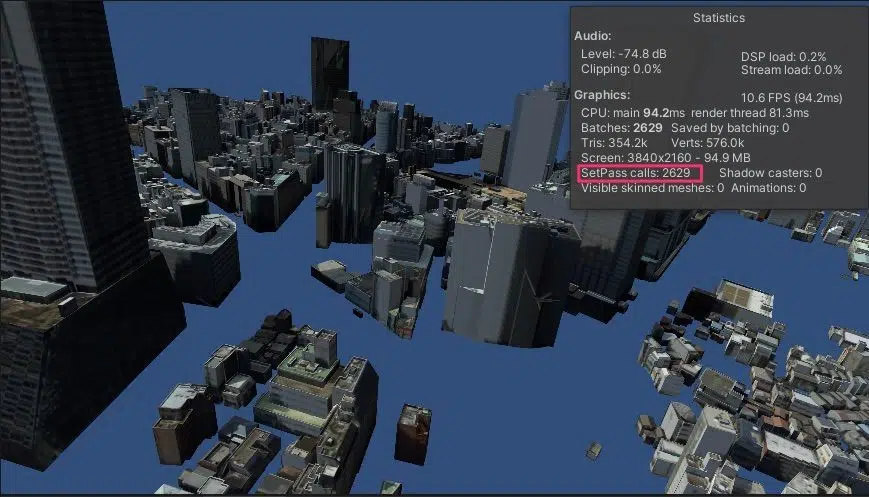 Statistics
Audio:
Level: -74.8 dB DSP load: 0.2%
Clipping: 0.0% Stream load: 0.0%
Graphics: 10.6 FPS (94.2ms)
CPU: main 94.2ms render thread 81.3ms
Batches: 2629 Saved by batching: 0
Tris: 354.2k Verts: 576.0k
Screen: 3840x2160 - 94.9 MB
SetPass calls: 2629 Shadow casters: 0
Visible skinned meshes: 0 Animations: 0